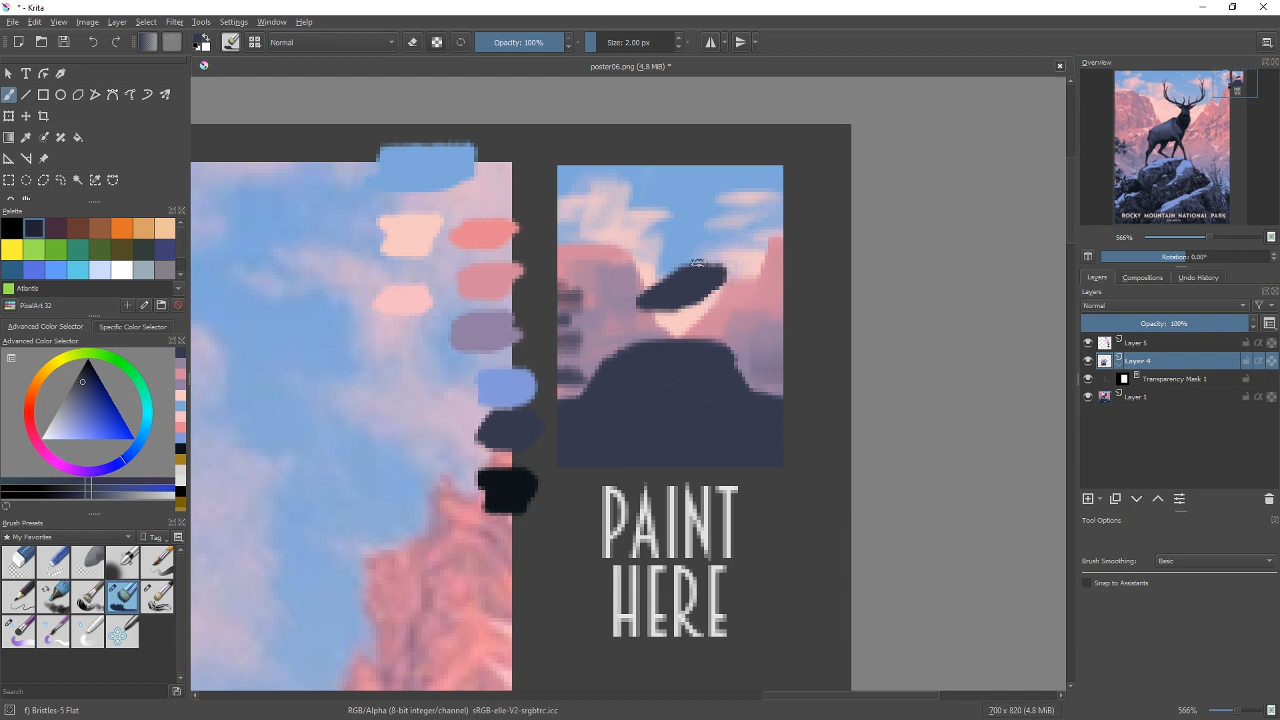 poster06.png (4.8 MiB) * - Krita
File Edit View Image Layer Select Filter Tools Settings Window Help
Normal Opacity: 100% Size: 2.00 px
poster06.png (4.8 MiB) *
Overview
ROCKY MOUNTAIN NATIONAL PARK
566%
Rotation: 0.00°
Palette
Atlantis
PixelArt 32
Advanced Color Selector Specific Color Selector
Advanced Color Selector
Brush Presets
My Favorites Tag
Search
PAINT
HERE
Layers Compositions Undo History
Layers
Normal
Opacity: 100%
Layer 5
Layer 4
Transparency Mask 1
Layer 1
Tool Options
Brush Smoothing: Basic
Snap to Assistants
f) Bristles-5 Flat RGB/Alpha (8-bit integer/channel) sRGB-elle-V2-srgbtrc.icc 700 x 820 (4.8 MiB) 566%